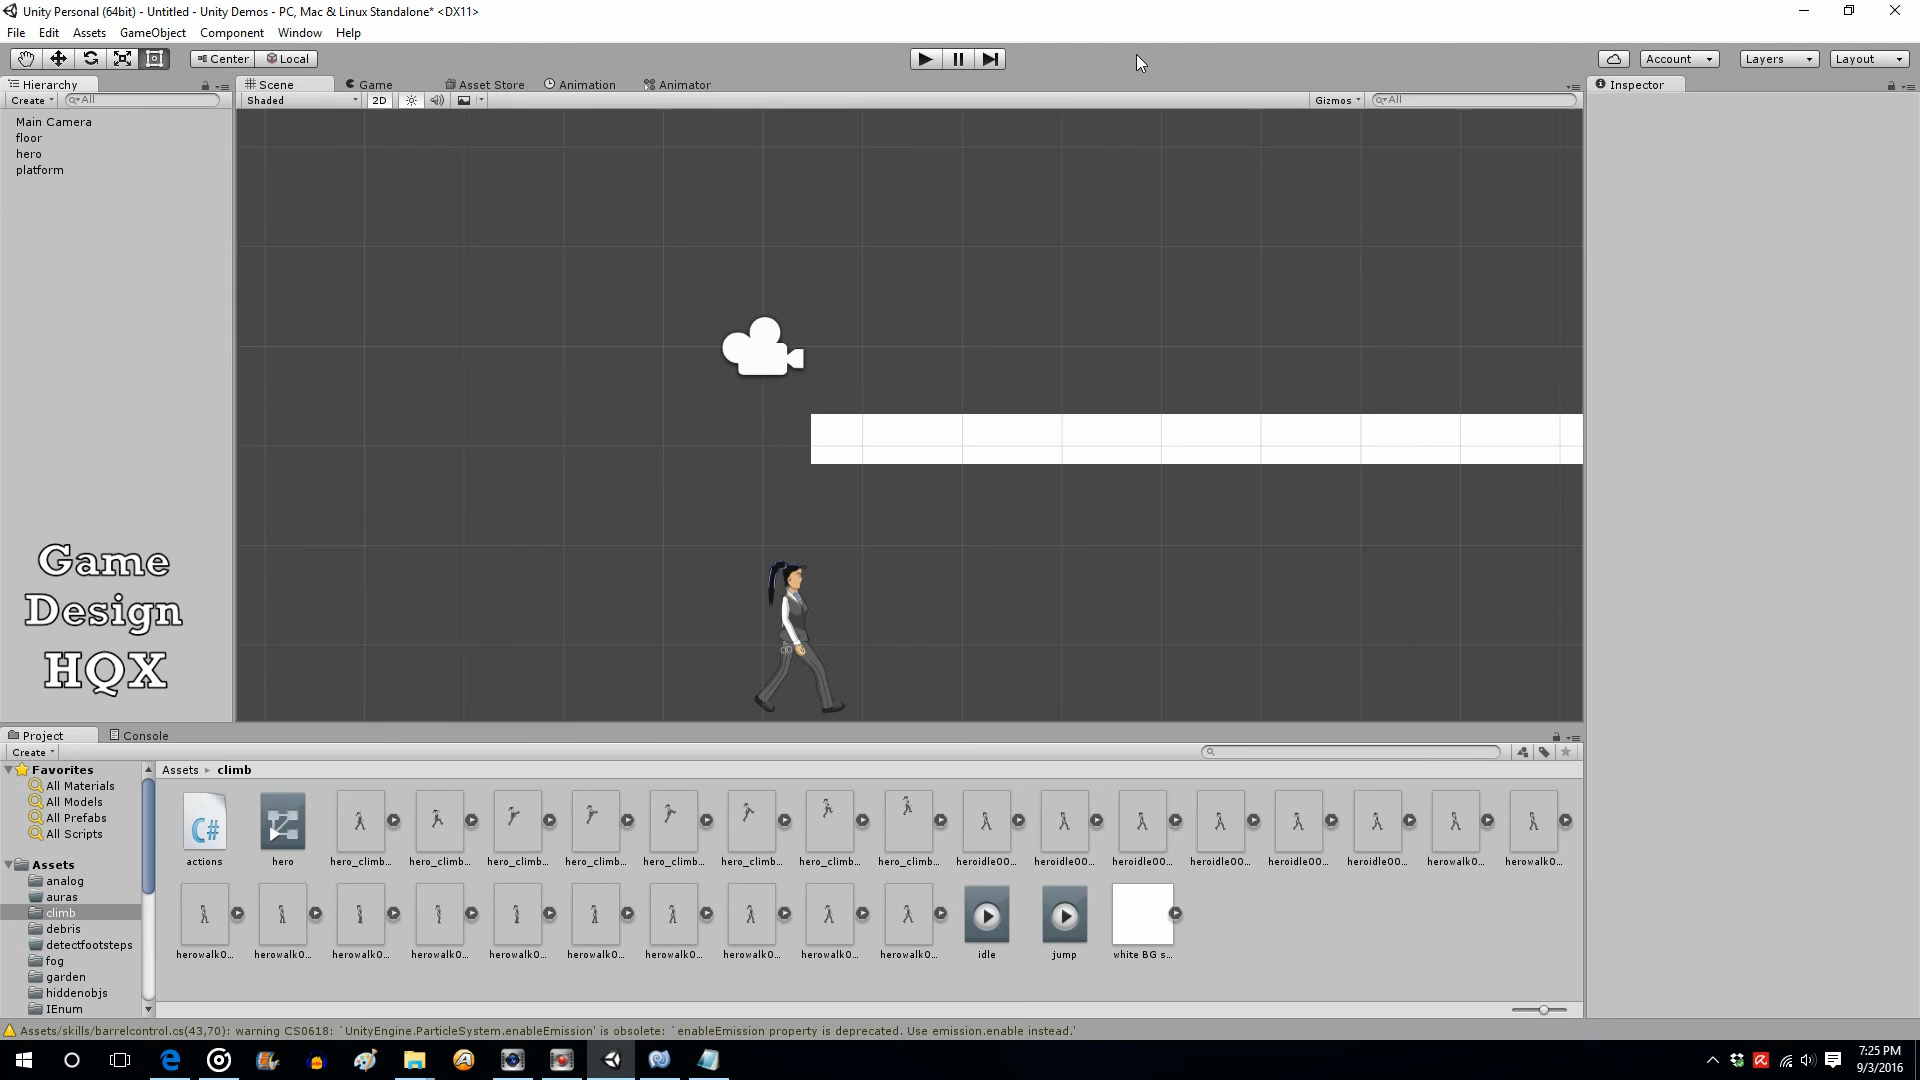 Unity Personal (64bit) - Untitled - Unity Demos - PC, Mac & Linux Standalone* <DX11>
File Edit Assets GameObject Component Window Help
Center Local Account Layers Layout
Hierarchy Scene Game Asset Store Animation Animator Inspector
Create All Shaded 2D Gizmos All
Main Camera
floor
hero
platform
Game
Design
HQX
Project Console
Create
Favorites Assets climb
All Materials
All Models
All Prefabs
All Scripts
C#
actions hero hero_climb... hero_climb... hero_climb... hero_climb... hero_climb... hero_climb... hero_climb... hero_climb... heroidle00... heroidle00... heroidle00... heroidle00... heroidle00... heroidle00... herowalk0... herowalk0...
Assets
analog
auras
climb
debris
detectfootsteps
herowalk0... herowalk0... herowalk0... herowalk0... herowalk0... herowalk0... herowalk0... herowalk0... herowalk0... herowalk0... idle jump white BG s...
fog
garden
hiddenobjs
IEnum
Assets/skills/barrelcontrol.cs(43,70): warning CS0618: `UnityEngine.ParticleSystem.enableEmission' is obsolete: `enableEmission property is deprecated. Use emission.enable instead.'
7:25 PM
9/3/2016